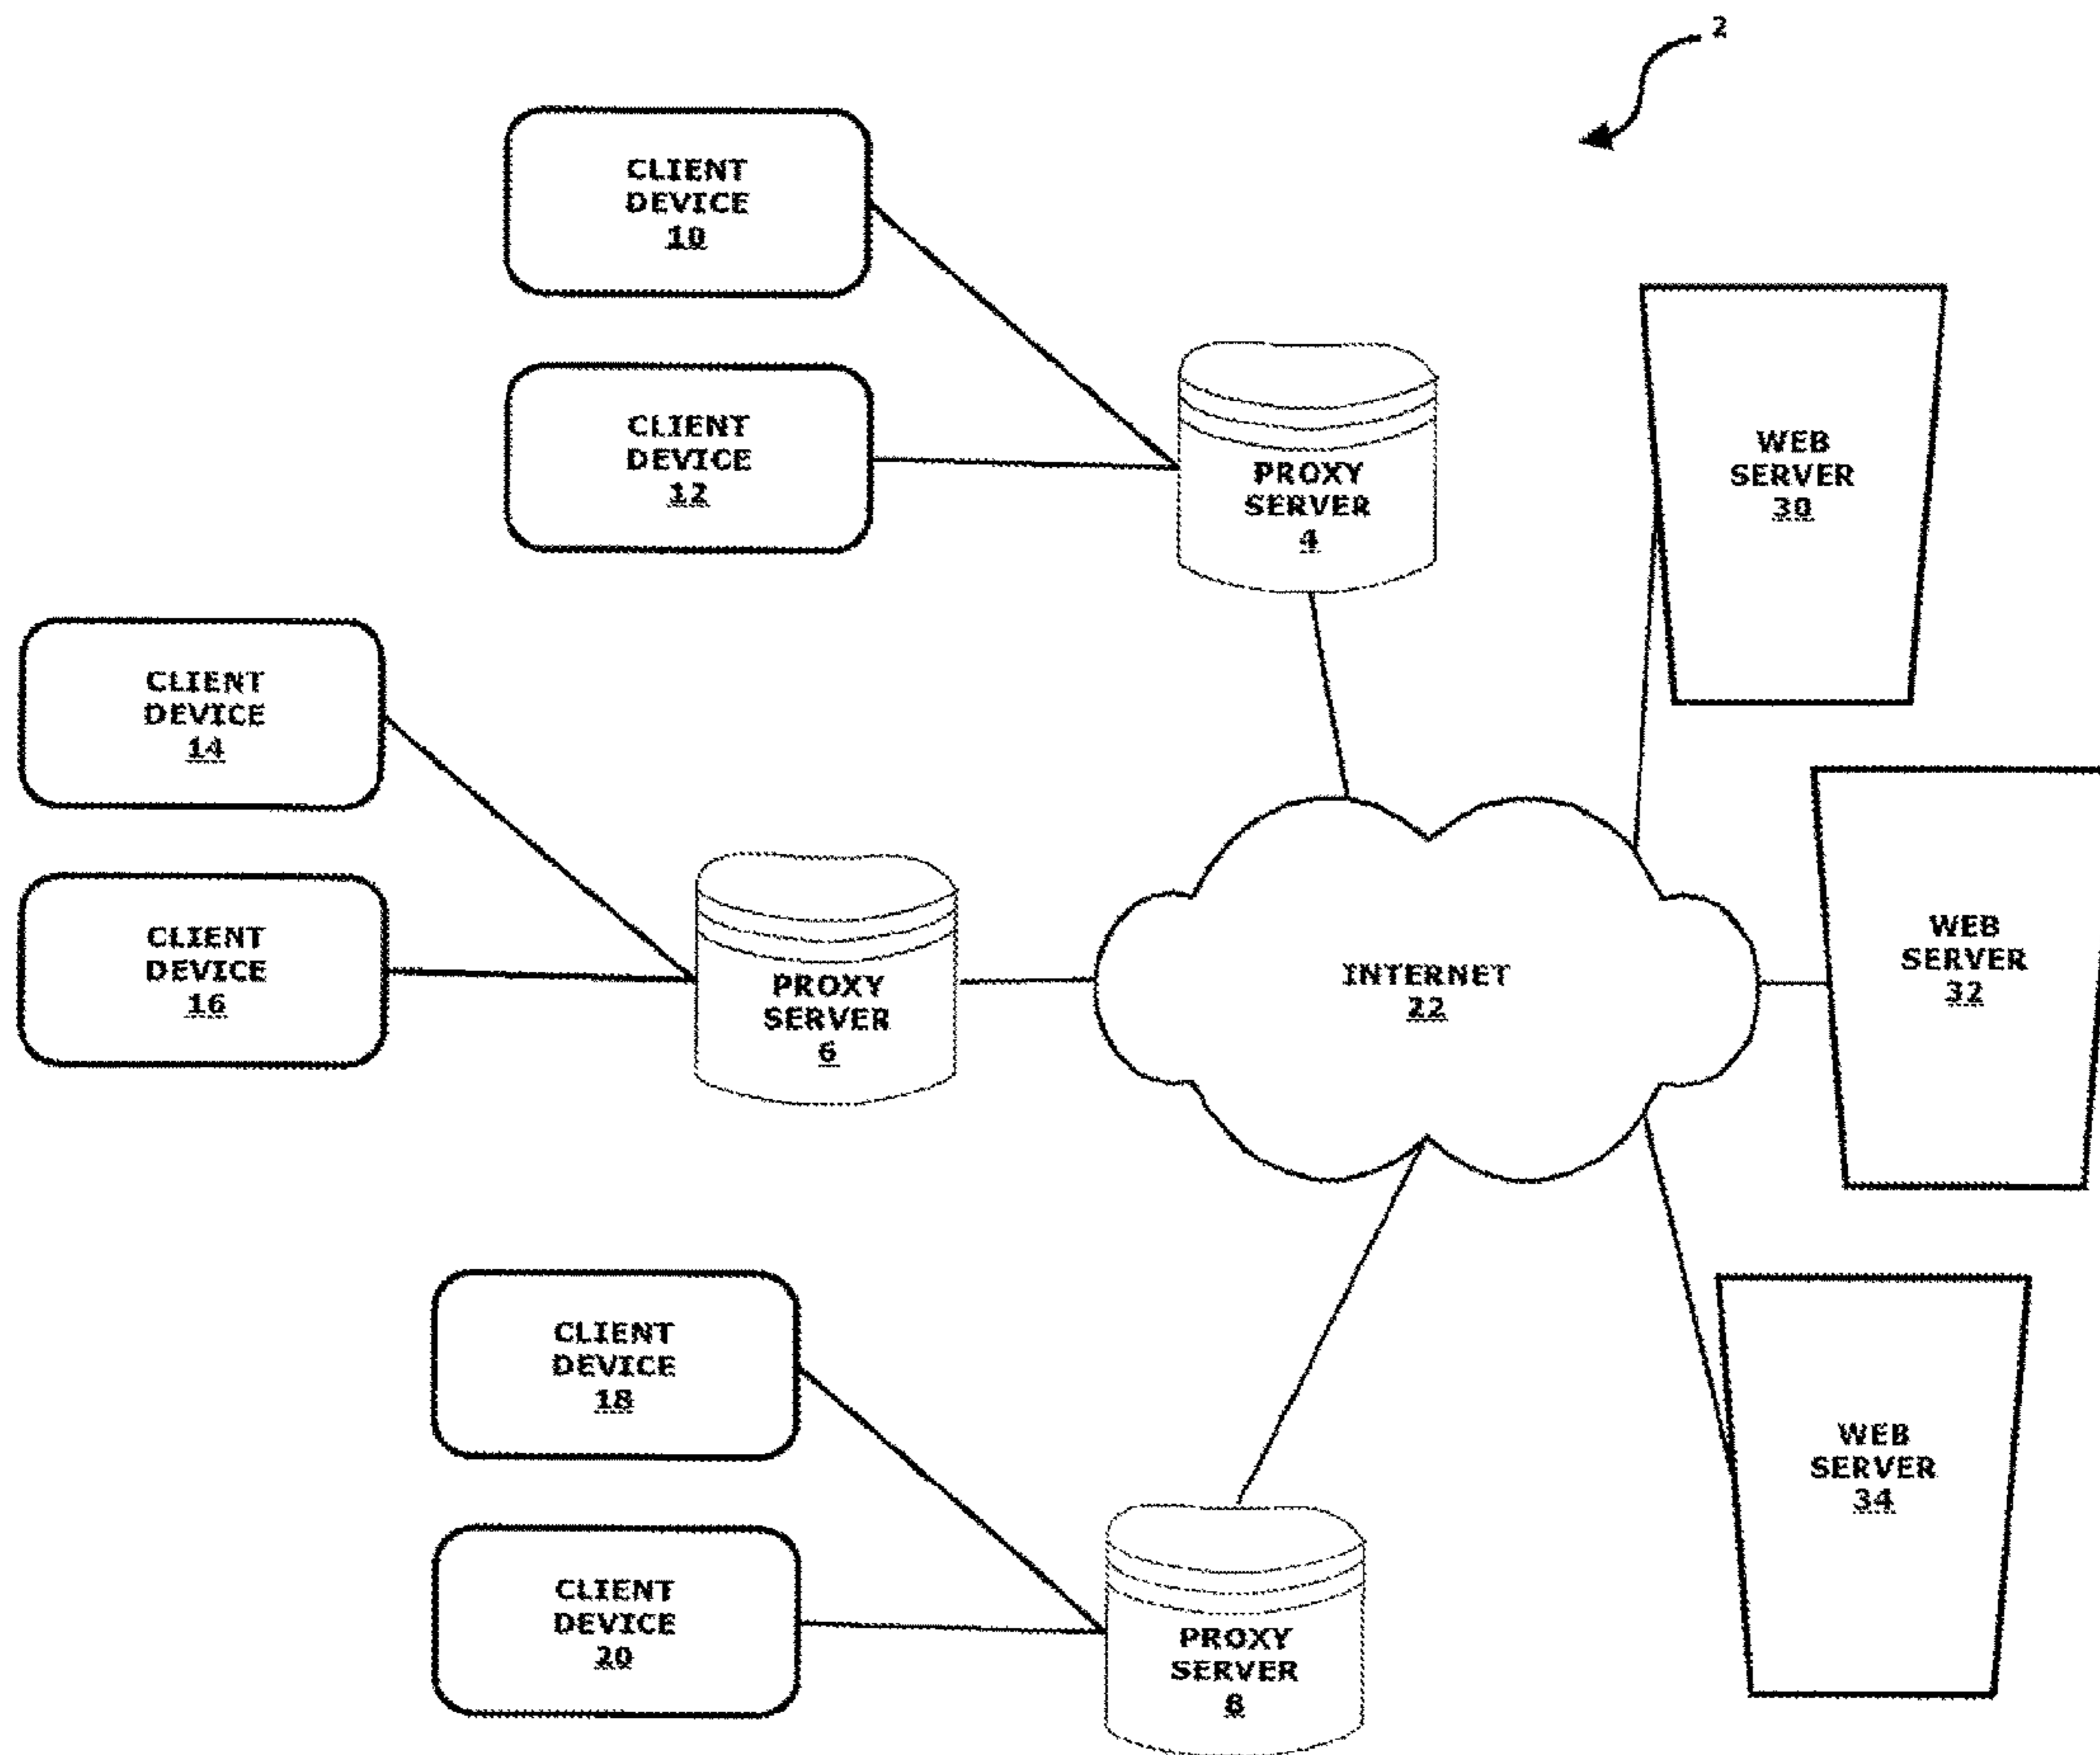 2
CLIENT
DEVICE
10
CLIENT
DEVICE
12
PROXY
SERVER
4
WEB
SERVER
30
CLIENT
DEVICE
14
CLIENT
DEVICE
16
PROXY
SERVER
6
INTERNET
22
WEB
SERVER
32
CLIENT
DEVICE
18
CLIENT
DEVICE
20
PROXY
SERVER
8
WEB
SERVER
34